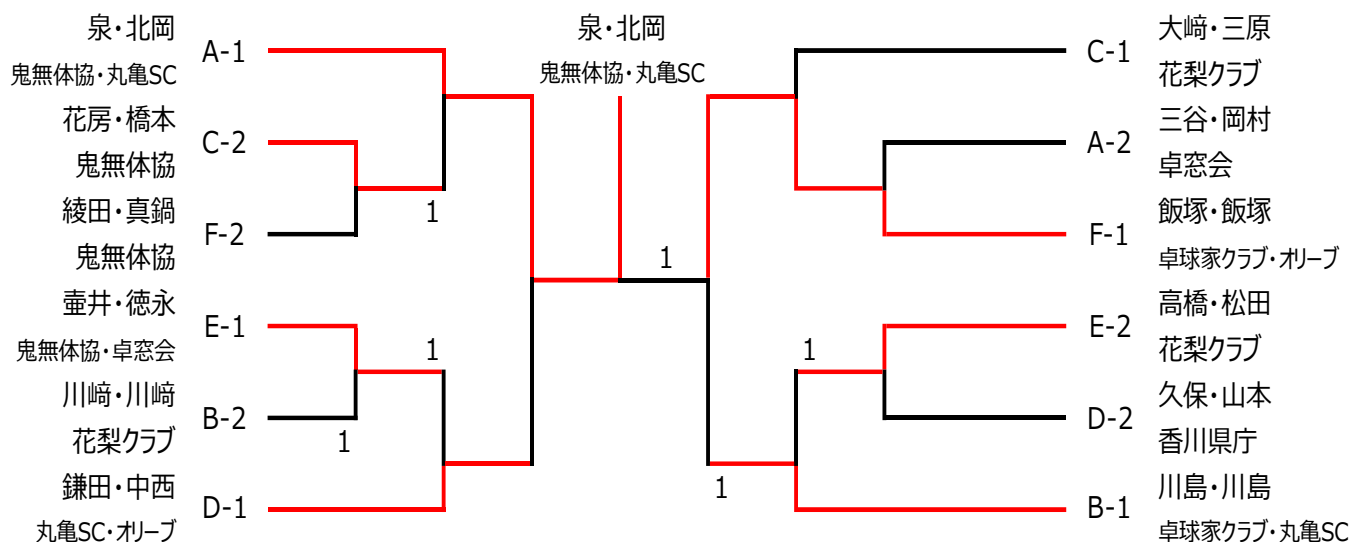 泉・北岡
A-1
鬼無体協・丸亀SC
花房・橋本
C-2
鬼無体協
綾田・真鍋
F-2
鬼無体協
壷井・徳永
E-1
鬼無体協・卓窓会
川﨑・川﨑
B-2
花梨クラブ
鎌田・中西
D-1
丸亀SC・オリーブ
1
1
1
泉・北岡
鬼無体協・丸亀SC
1
1
1
大﨑・三原
C-1
花梨クラブ
三谷・岡村
A-2
卓窓会
飯塚・飯塚
F-1
卓球家クラブ・オリーブ
高橋・松田
E-2
花梨クラブ
久保・山本
D-2
香川県庁
川島・川島
B-1
卓球家クラブ・丸亀SC